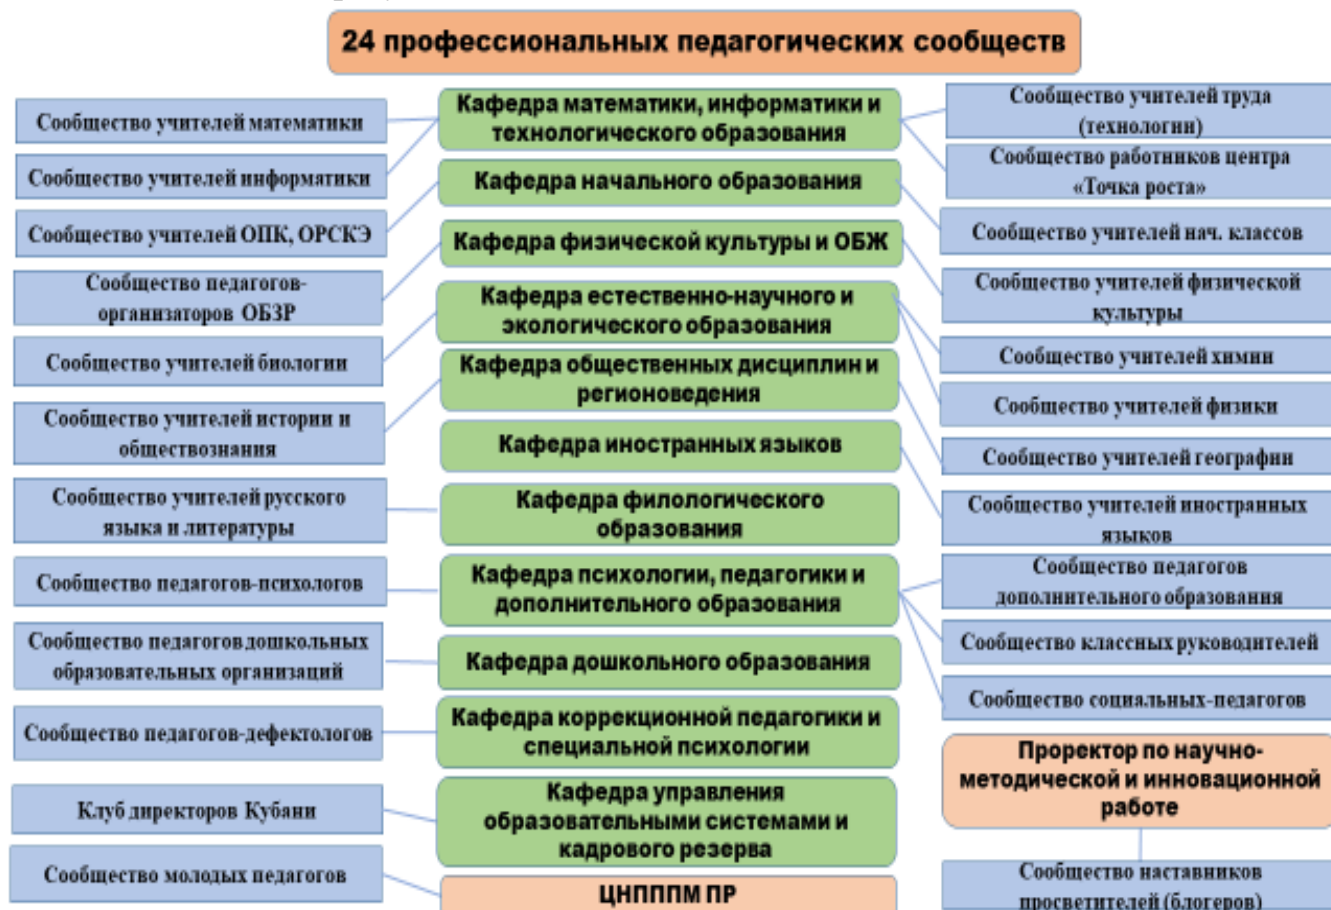 24 профессиональных педагогических сообществ
Сообщество учителей математики
Сообщество учителей информатики
Сообщество учителей ОПК, ОРСКЭ
Сообщество педагогов-
организаторов ОБЗР
Сообщество учителей биологии
Сообщество учителей истории и
обществознания
Сообщество учителей русского
языка и литературы
Сообщество педагогов-психологов
Сообщество педагогов дошкольных
образовательных организаций
Сообщество педагогов-дефектологов
Клуб директоров Кубани
Сообщество молодых педагогов
Кафедра математики, информатики и
технологического образования
Кафедра начального образования
Кафедра физической культуры и ОБЖ
Кафедра естественно-научного и
экологического образования
Кафедра общественных дисциплин и
регионоведения
Кафедра иностранных языков
Кафедра филологического
образования
Кафедра психологии, педагогики и
дополнительного образования
Кафедра дошкольного образования
Кафедра коррекционной педагогики и
специальной психологии
Кафедра управления
образовательными системами и
кадрового резерва
ЦНПППМ ПР
Сообщество учителей труда
(технологии)
Сообщество работников центра
«Точка роста»
Сообщество учителей нач. классов
Сообщество учителей физической
культуры
Сообщество учителей химии
Сообщество учителей физики
Сообщество учителей географии
Сообщество учителей иностранных
языков
Сообщество педагогов
дополнительного образования
Сообщество классных руководителей
Сообщество социальных-педагогов
Проректор по научно-
методической и инновационной
работе
Сообщество наставников
просветителей (блогеров)